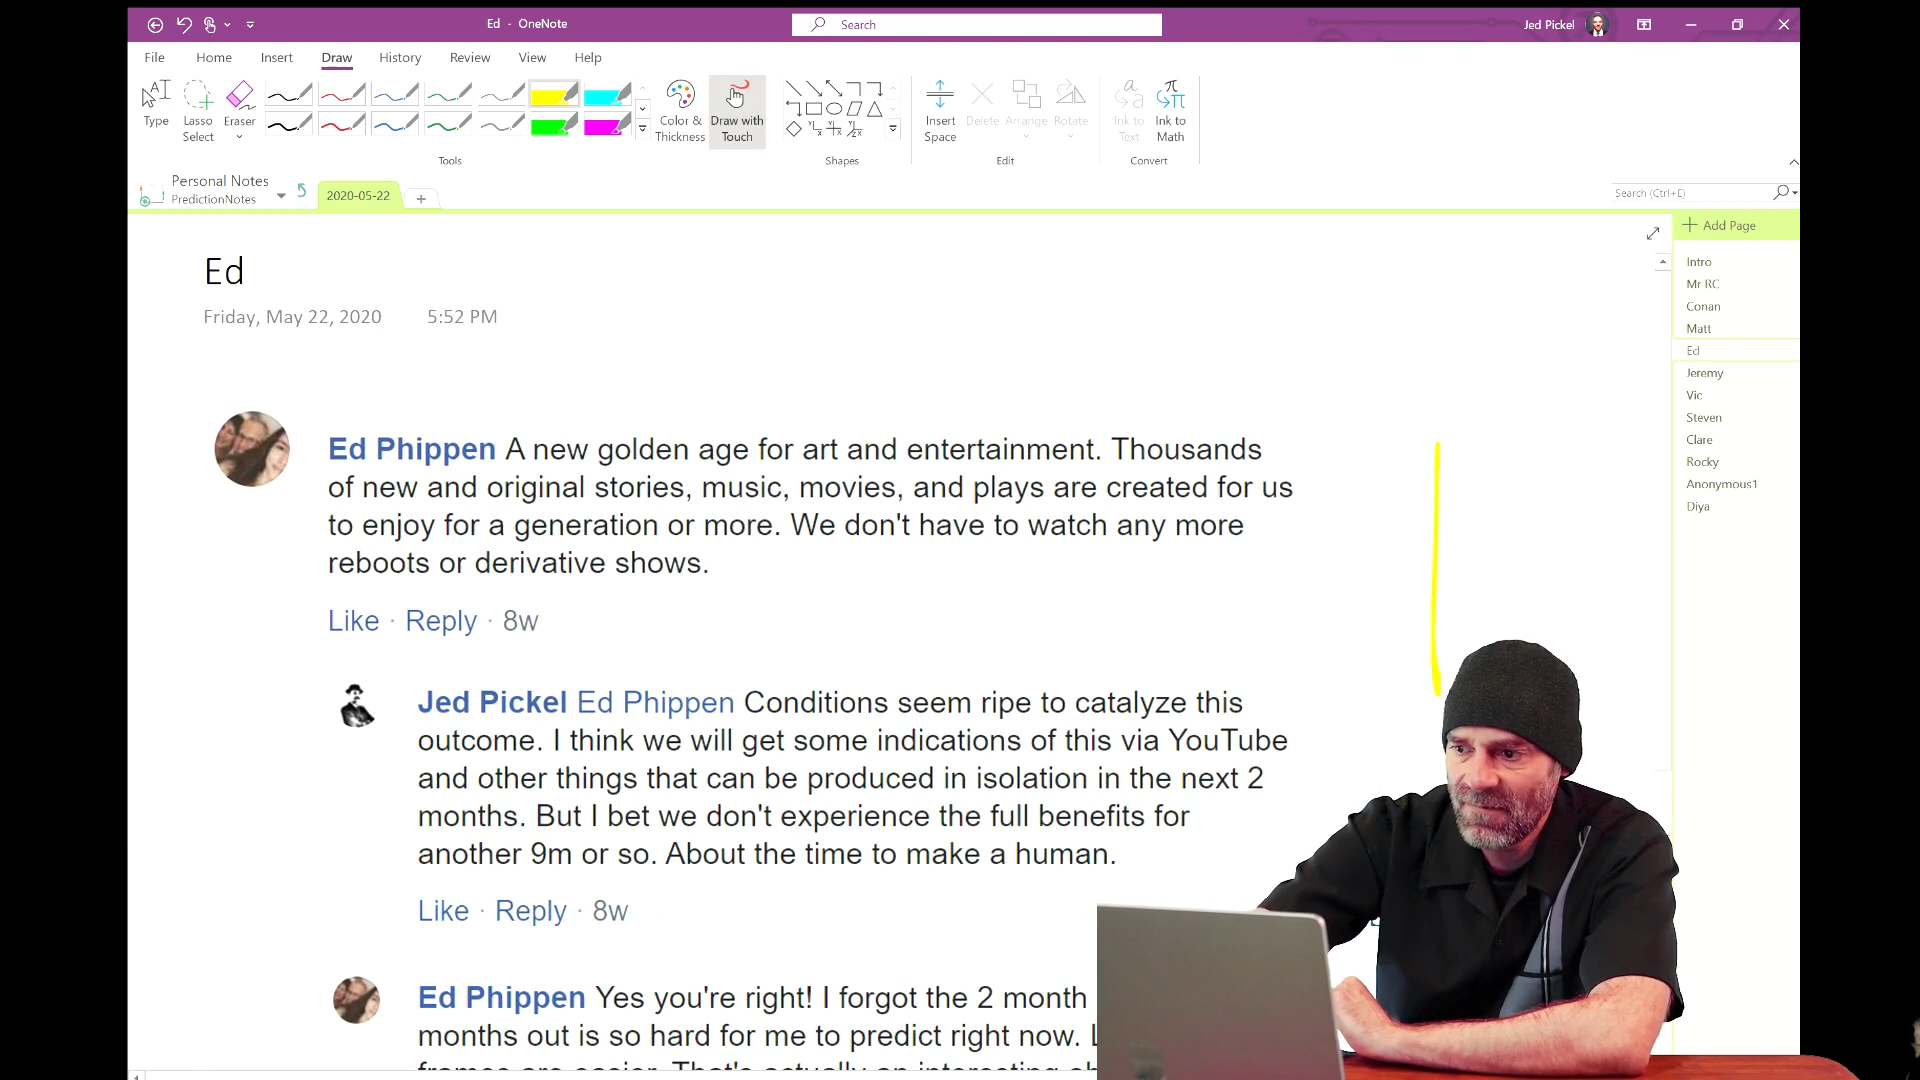 Ed - OneNote
Search
Jed Pickel
File Home Insert Draw History Review View Help
Type
Lasso Select
Eraser
Color & Thickness
Draw with Touch
Insert Space
Delete
Arrange
Rotate
Ink to Text
Ink to Math
Tools
Shapes
Edit
Convert
Personal Notes
PredictionNotes
2020-05-22
Search (Ctrl+E)
Add Page
Intro
Mr RC
Conan
Matt
Ed
Jeremy
Vic
Steven
Clare
Rocky
Anonymous1
Diya
Ed
Friday, May 22, 2020 5:52 PM
Ed Phippen A new golden age for art and entertainment. Thousands
of new and original stories, music, movies, and plays are created for us
to enjoy for a generation or more. We don't have to watch any more
reboots or derivative shows.
Like · Reply · 8w
Jed Pickel Ed Phippen Conditions seem ripe to catalyze this
outcome. I think we will get some indications of this via YouTube
and other things that can be produced in isolation in the next 2
months. But I bet we don't experience the full benefits for
another 9m or so. About the time to make a human.
Like · Reply · 8w
Ed Phippen Yes you're right! I forgot the 2 month
months out is so hard for me to predict right now.
frames are easier. That's actually an interesting